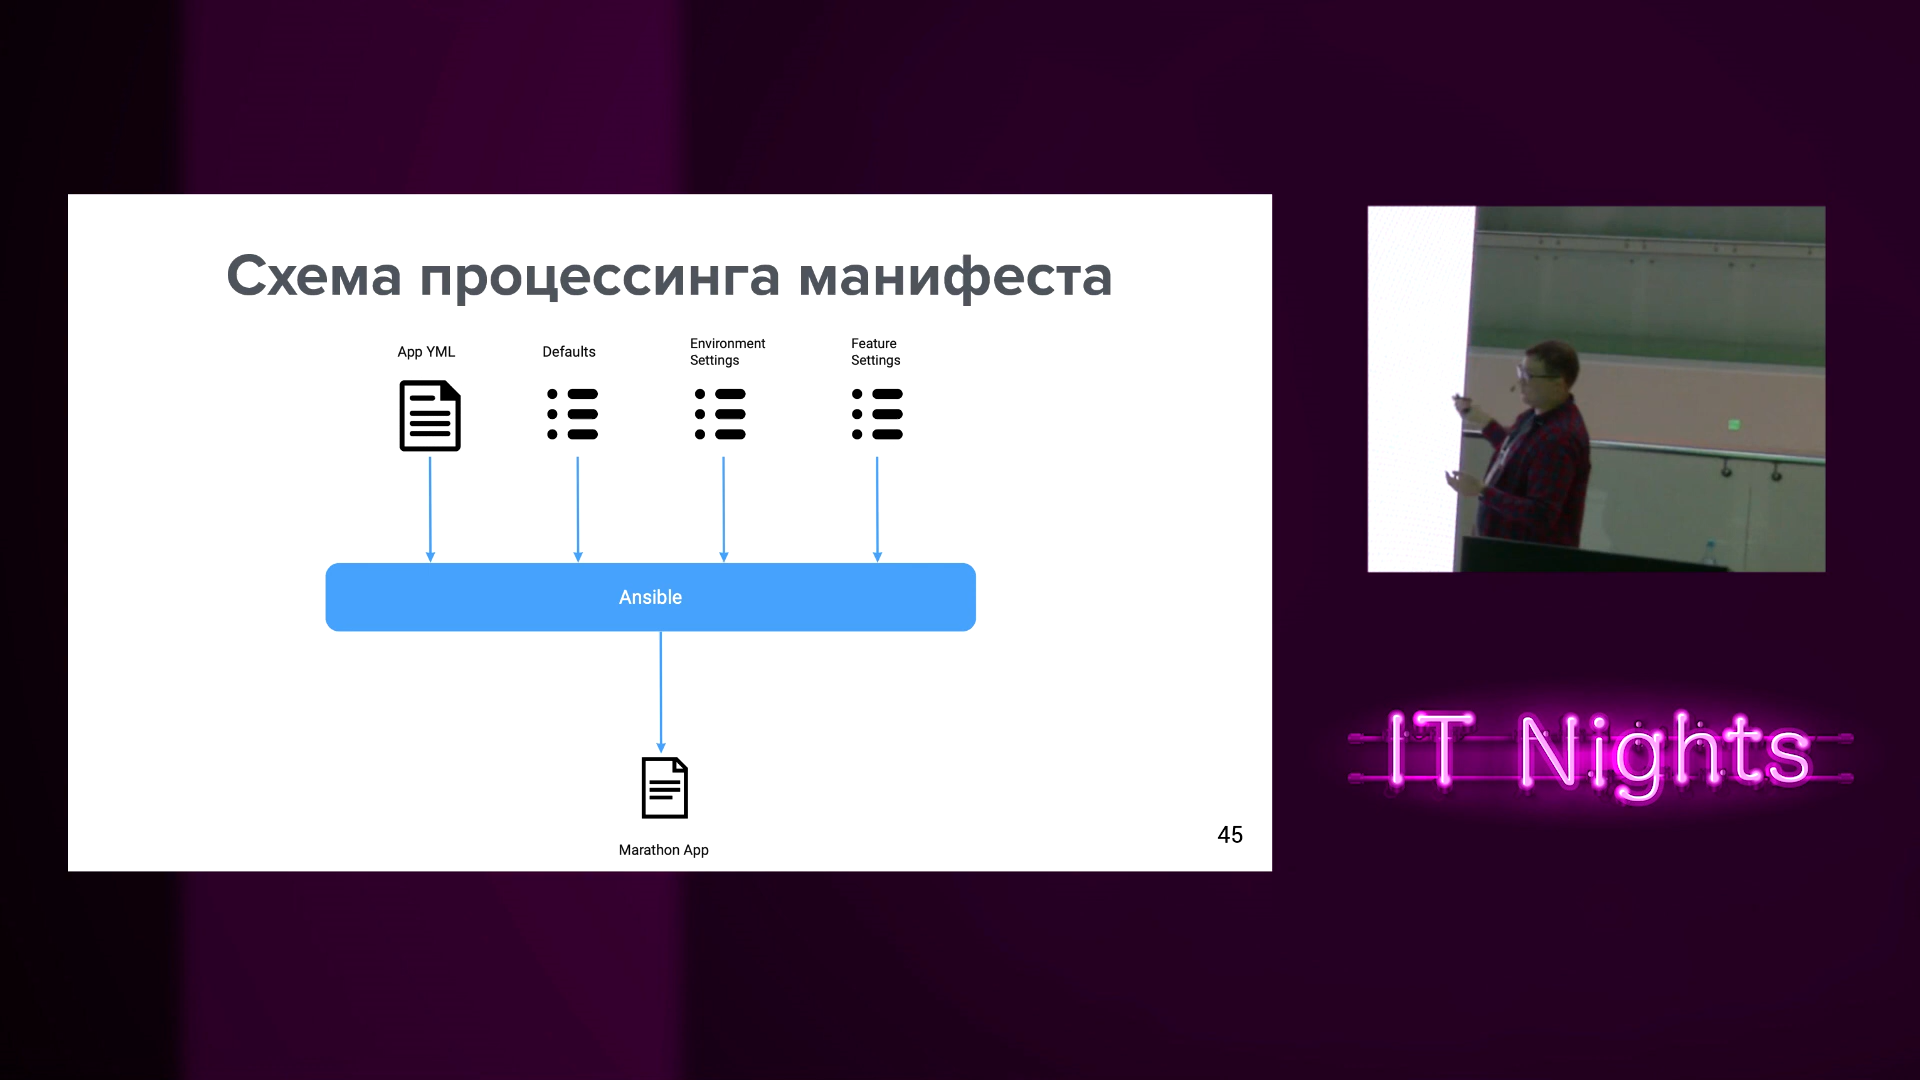 Схема процессинга манифеста
App YML
Defaults
Environment
Settings
Feature
Settings
Ansible
Marathon App
45
IT Nights